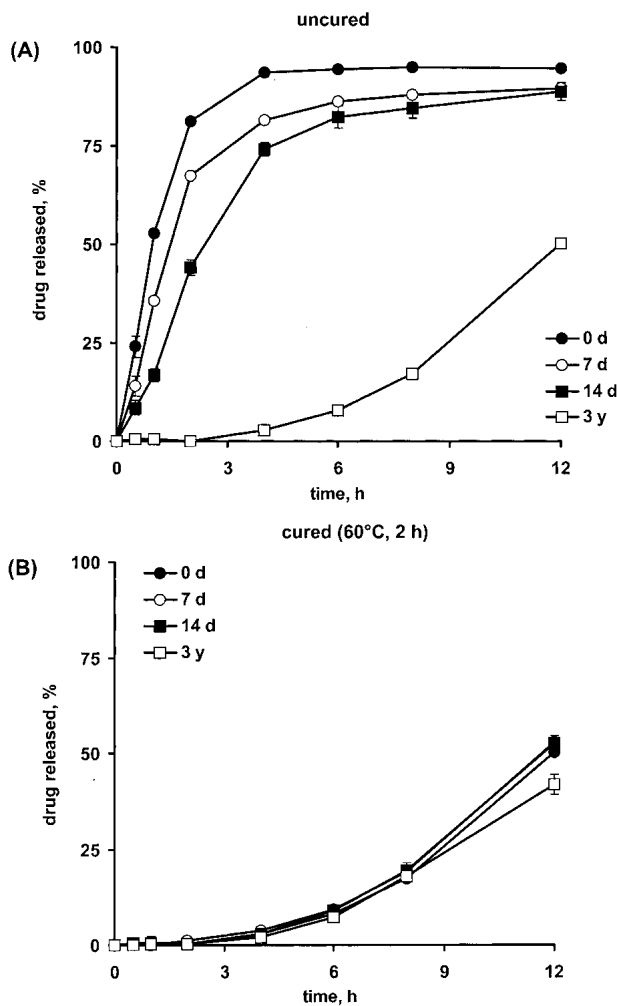 uncured
(A)
100
75
50
25
0
drug released, %
0 3 6 9 12
time, h
0 d
7 d
14 d
3 y
cured (60°C, 2 h)
(B)
100
75
50
25
0
drug released, %
0 d
7 d
14 d
3 y
0 3 6 9 12
time, h